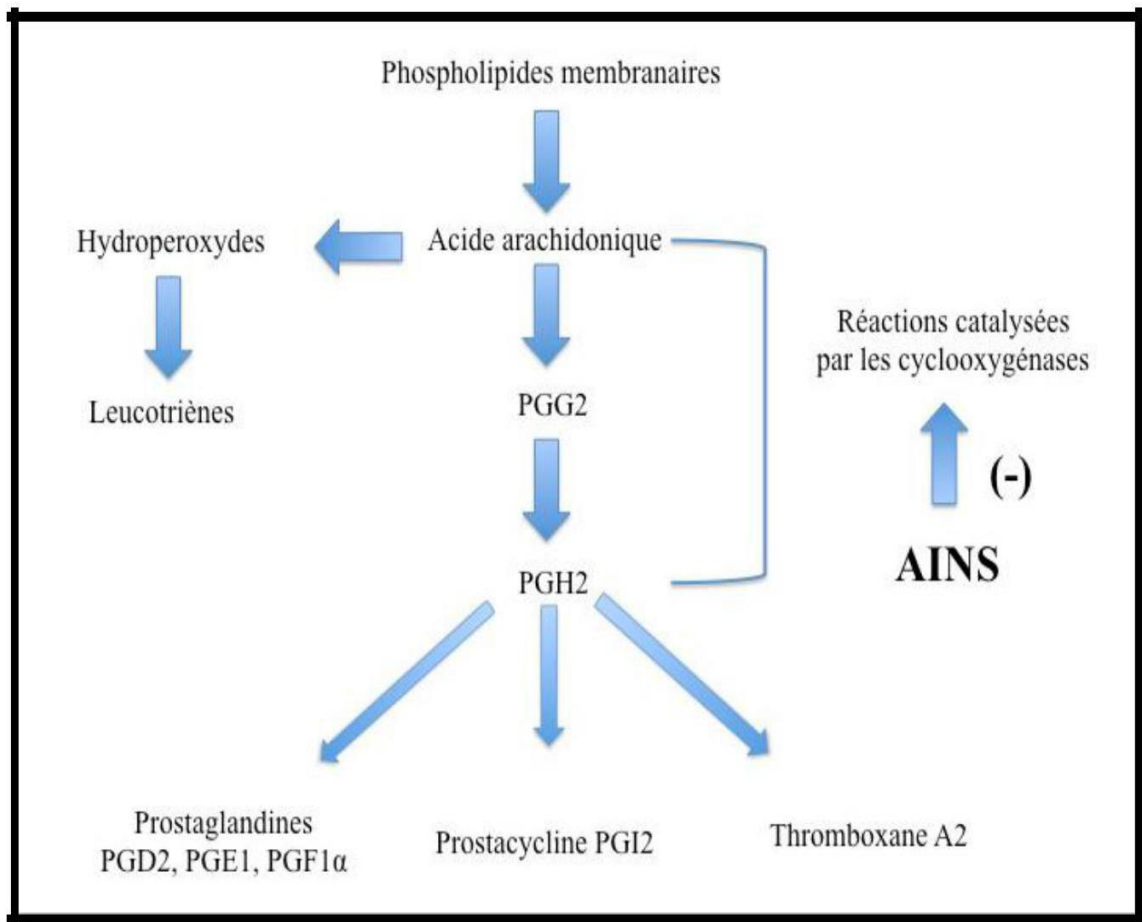 Phospholipides membranaires
Hydroperoxydes
Acide arachidonique
Réactions catalysées
par les cyclooxygénases
Leucotriènes
PGG2
(-)
AINS
PGH2
Prostaglandines
PGD2, PGE1, PGF1α
Prostacycline PGI2
Thromboxane A2